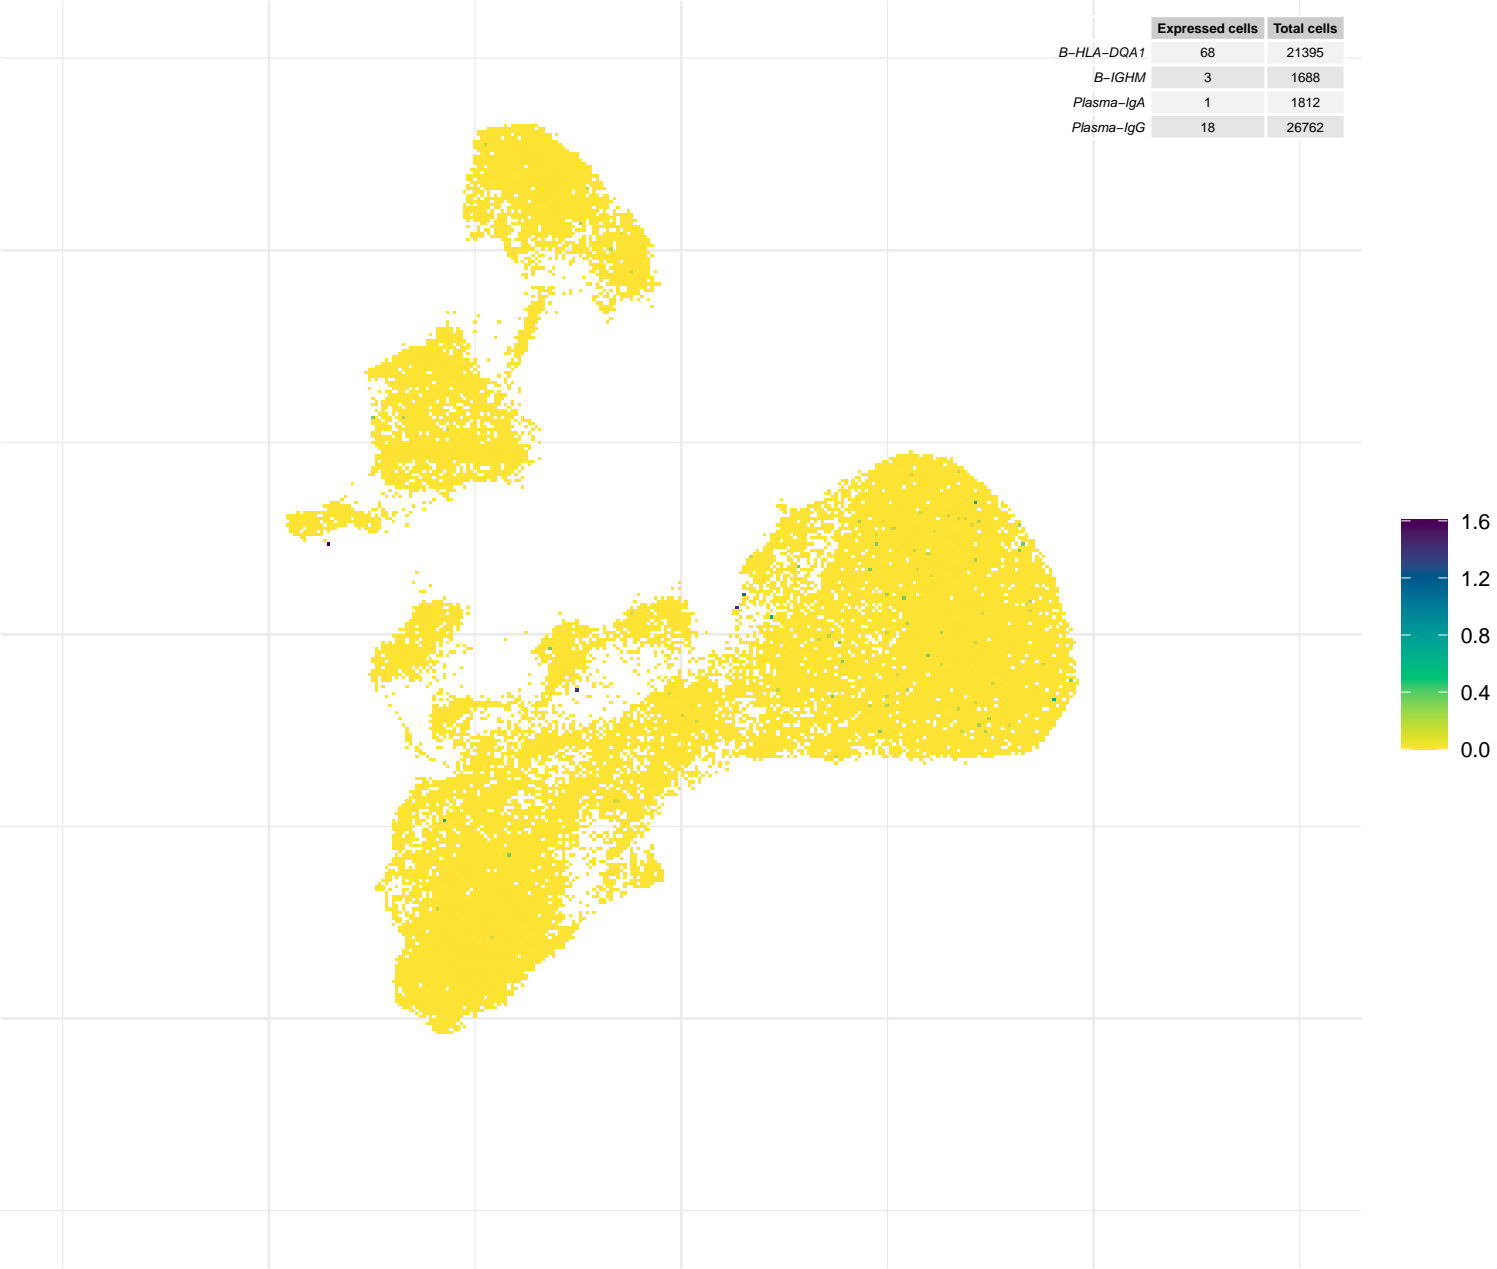 Expressed cells Total cells
B−HLA−DQA1 68 21395
B−IGHM 3 1688
Plasma−IgA 1 1812
Plasma−IgG 18 26762
1.6
1.2
0.8
0.4
0.0